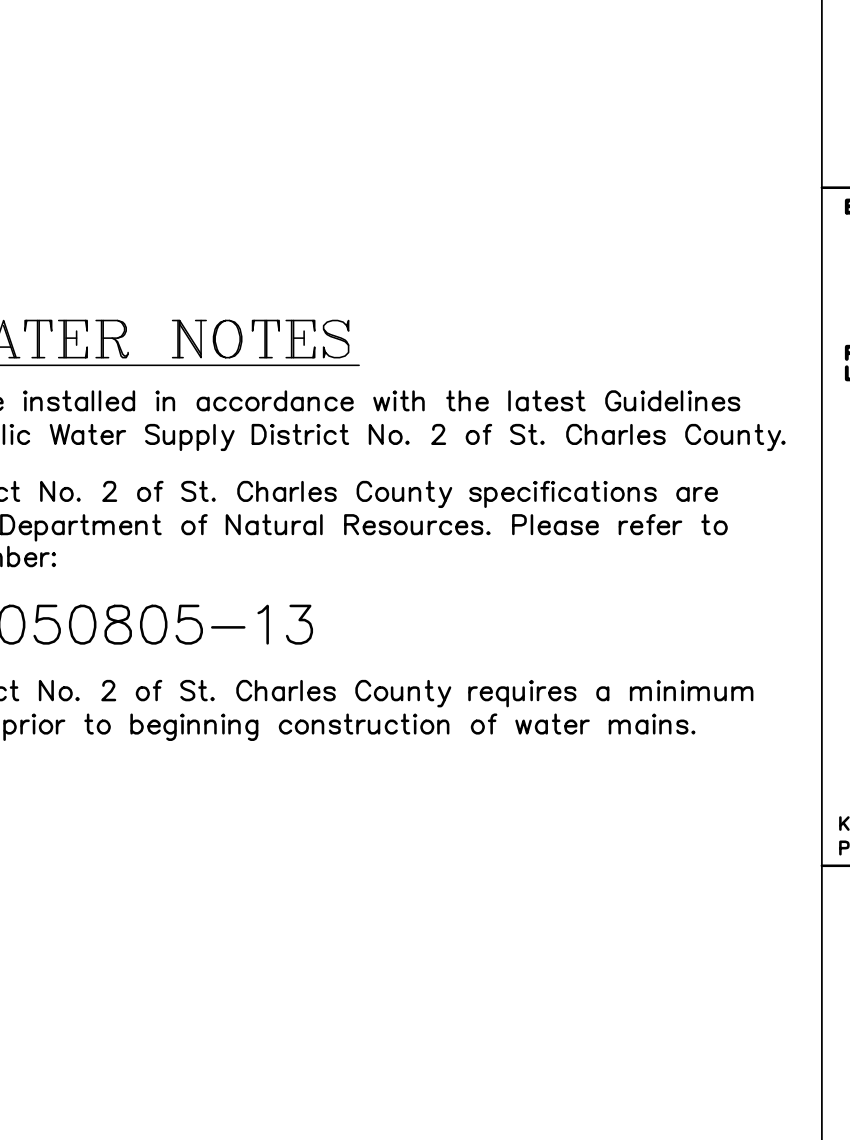 ATER NOTES
e installed in accordance with the latest Guidelines
lic Water Supply District No. 2 of St. Charles County.
ct No. 2 of St. Charles County specifications are
Department of Natural Resources. Please refer to
ber:
050805-13
ct No. 2 of St. Charles County requires a minimum
prior to beginning construction of water mains.
K
P